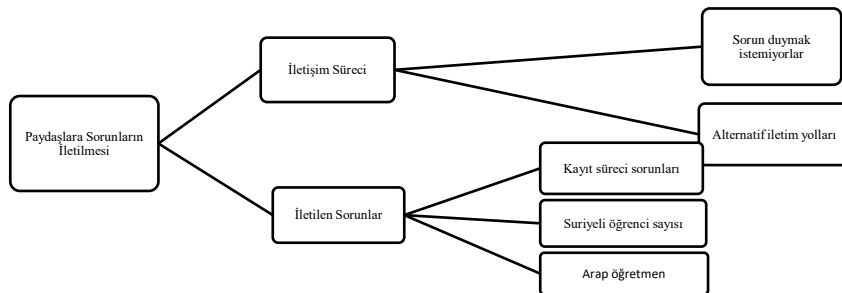 Paydaşlara Sorunların
İletilmesi
İletişim Süreci
Sorun duymak
istemiyorlar
Alternatif iletim yolları
İletilen Sorunlar
Kayıt süreci sorunları
Suriyeli öğrenci sayısı
Arap öğretmen